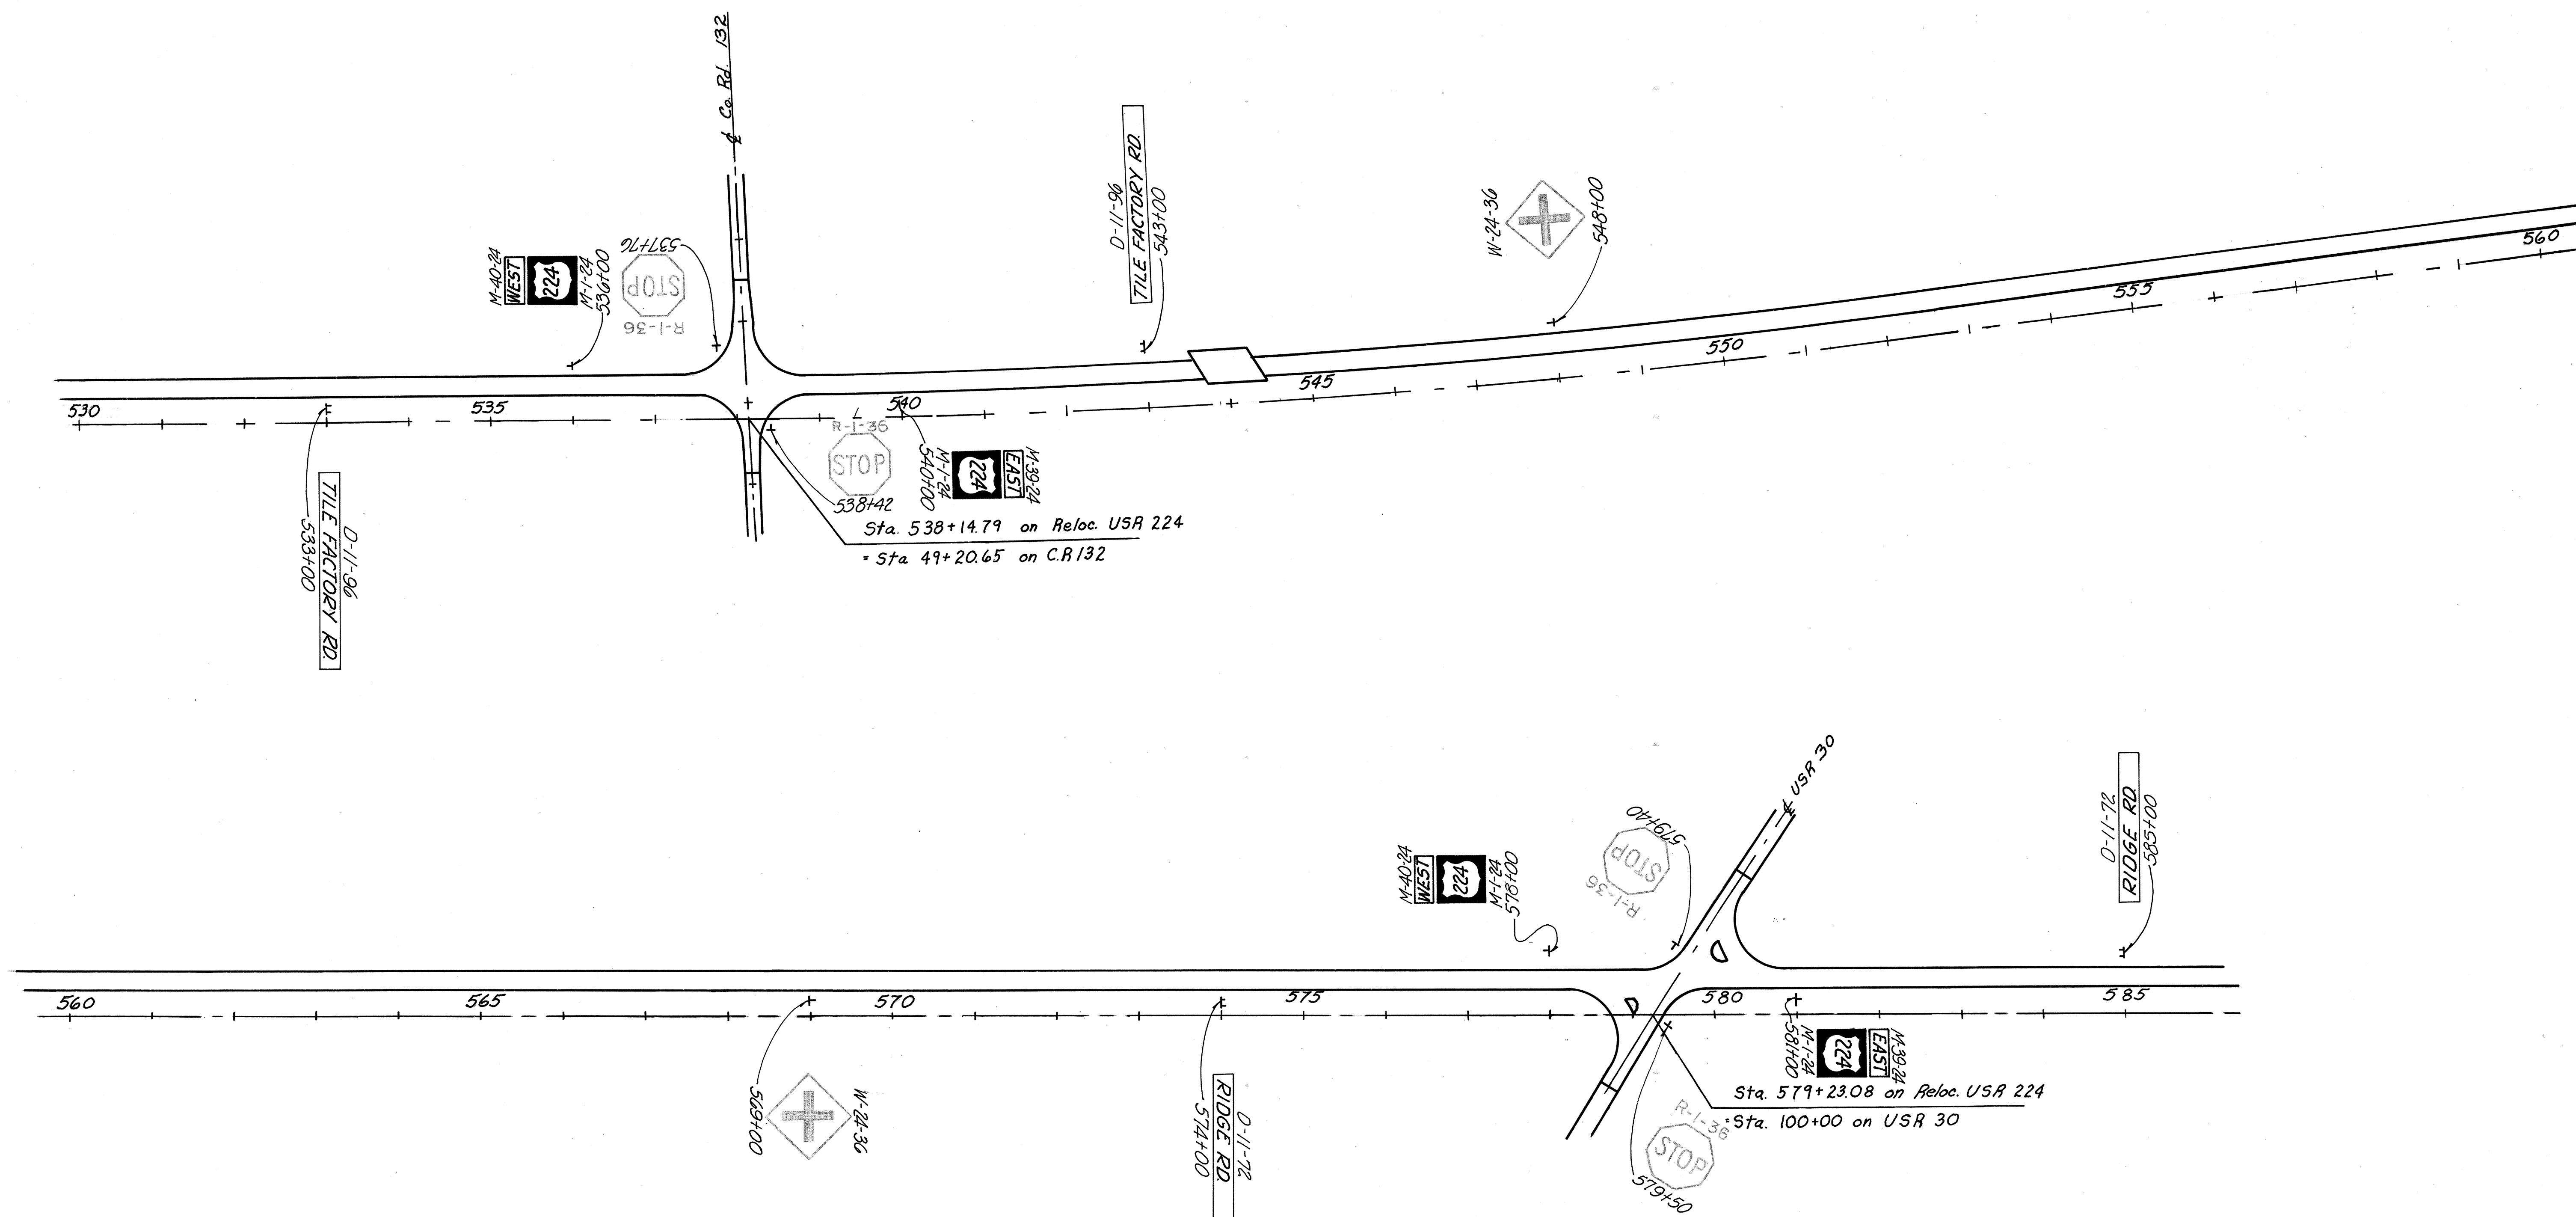 ℄ Co. Rd. 132
M-40-24
WEST
224
M-1-24
536+00
537+76
STOP
R-1-36
D-11-96
TILE FACTORY RD.
543+00
W-24-36
548+00
530
535
540
545
550
555
560
D-11-96
TILE FACTORY RD.
533+00
R-1-36
STOP
538+42
M-39-24
EAST
224
M-1-24
540+00
Sta. 538+14.79 on Reloc. USR 224
= Sta 49+20.65 on C.R 132
℄ USR 30
M-40-24
WEST
224
M-1-24
578+00
579+40
STOP
R-1-36
D-11-72
RIDGE RD.
585+00
560
565
570
575
580
585
W-24-36
569+00
D-11-72
RIDGE RD.
574+00
M-39-24
EAST
224
M-1-24
581+00
Sta. 579+23.08 on Reloc. USR 224
= Sta. 100+00 on USR 30
R-1-36
STOP
579+50